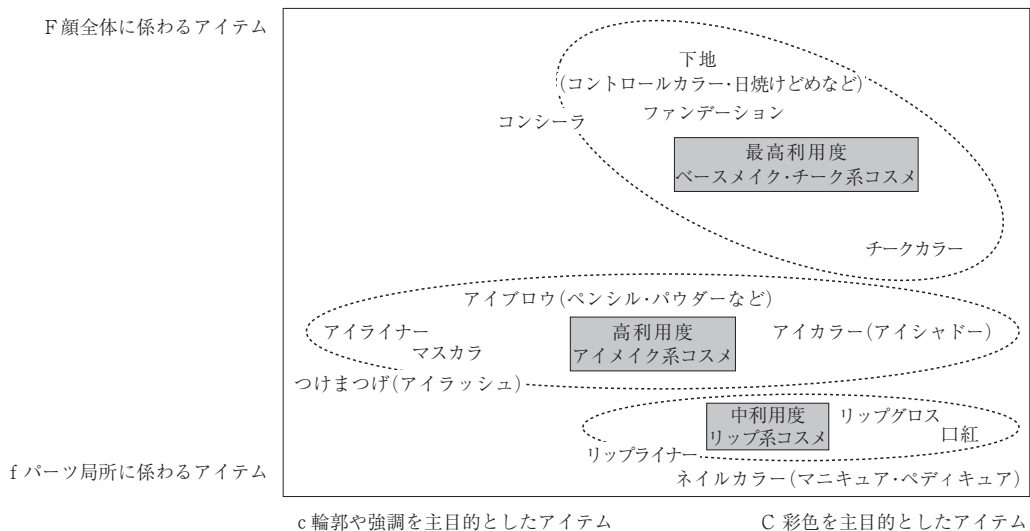 F顔全体に係わるアイテム
下地
(コントロールカラー・日焼けどめなど)
コンシーラ
ファンデーション
最高利用度
ベースメイク・チーク系コスメ
チークカラー
アイブロウ(ペンシル・パウダーなど)
アイライナー
マスカラ
高利用度
アイメイク系コスメ
アイカラー(アイシャドー)
つけまつげ(アイラッシュ)
中利用度
リップ系コスメ
リップグロス
口紅
リップライナー
fパーツ局所に係わるアイテム
ネイルカラー(マニキュア・ペディキュア)
c輪郭や強調を主目的としたアイテム
C 彩色を主目的としたアイテム